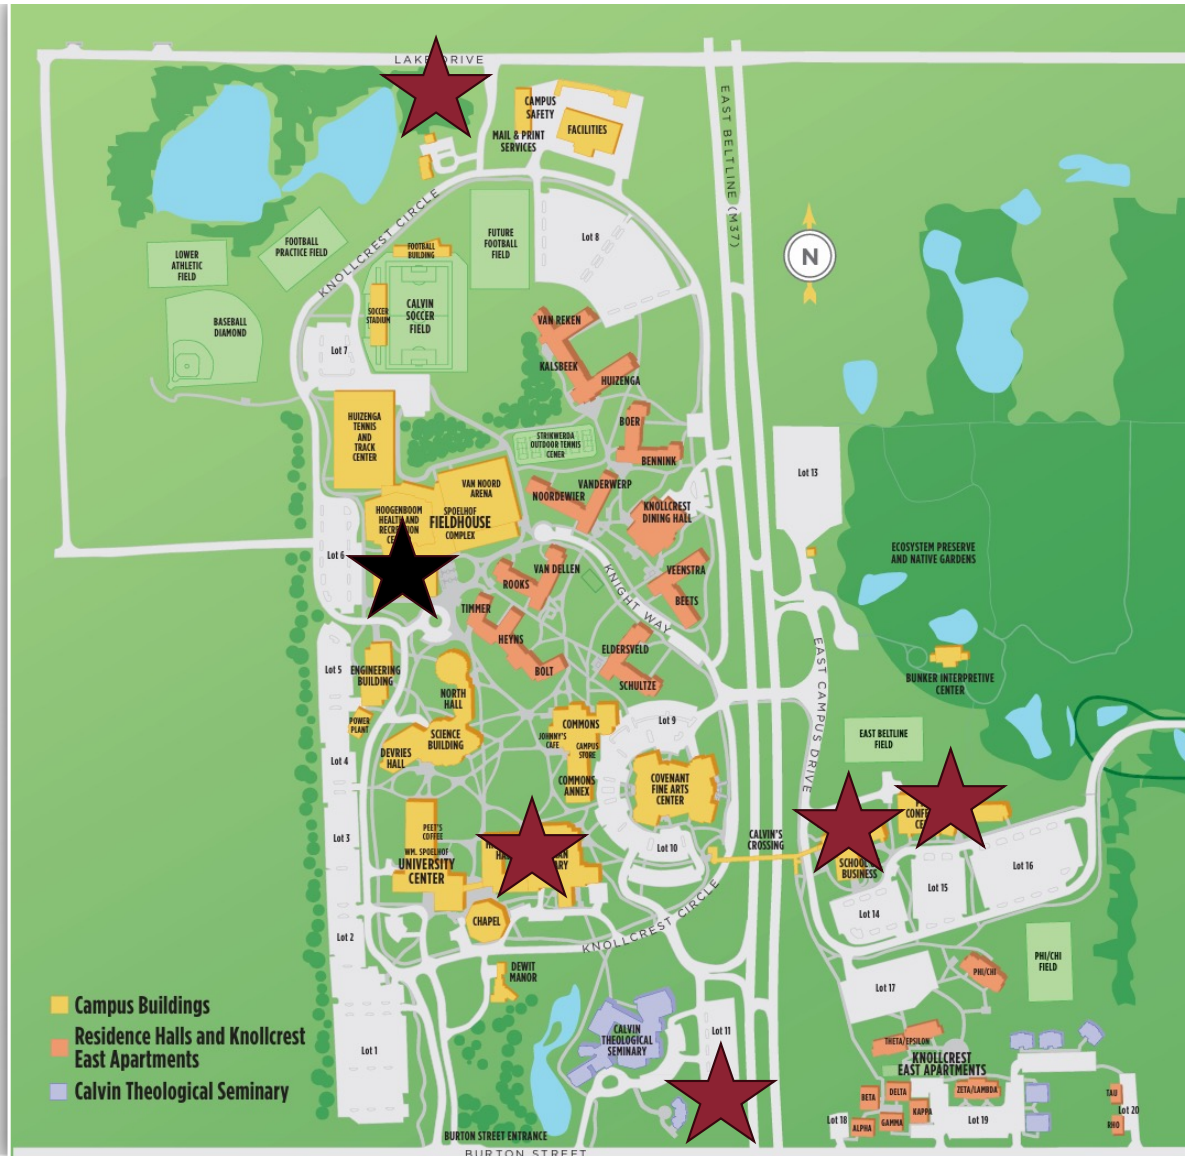 LAKE DRIVE
CAMPUS
SAFETY
FACILITIES
MAIL & PRINT
SERVICES
EAST BELTLINE (M37)
KNOLLCREST CIRCLE
N
LOWER
ATHLETIC
FIELD
FOOTBALL
PRACTICE FIELD
FOOTBALL
BUILDING
FUTURE
FOOTBALL
FIELD
Lot 8
BASEBALL
DIAMOND
SOCCER
STADIUM
CALVIN
SOCCER
FIELD
Lot 7
VAN REKEN
KALSBEEK
HUIZENGA
HUIZENGA
TENNIS
AND
TRACK
CENTER
BOER
BENNINK
STRIKWERDA
OUTDOOR TENNIS
CENER
Lot 13
VAN NOORD
ARENA
NOORDEWIER
VANDERWERP
KNOLLCREST
DINING HALL
HOOGENBOOM
HEALTH AND
SPOELHOF
FIELDHOUSE
COMPLEX
Lot 6
ECOSYSTEM PRESERVE
AND NATIVE GARDENS
VAN DELLEN
ROOKS
KNIGHT WAY
VEENSTRA
BEETS
TIMMER
HEYNS
BOLT
ELDERSVELD
SCHULTZE
EAST CAMPUS DRIVE
Lot 5
ENGINEERING
BUILDING
NORTH
HALL
BUNKER INTERPRETIVE
CENTER
POWER
PLANT
SCIENCE
BUILDING
DEVRIES
HALL
COMMONS
JOHNNY'S
CAFE
CAMPUS
STORE
COMMONS
ANNEX
Lot 9
EAST BELTLINE
FIELD
Lot 4
COVENANT
FINE ARTS
CENTER
Lot 3
PEET'S
COFFEE
WM. SPOELHOF
UNIVERSITY
CENTER
Lot 10
CALVIN'S
CROSSING
SCHOOL
BUSINESS
Lot 16
Lot 15
Lot 14
CHAPEL
KNOLLCREST CIRCLE
Lot 2
DEWIT
MANOR
PHI/CHI
PHI/CHI
FIELD
Lot 17
Campus Buildings
Residence Halls and Knollcrest
East Apartments
Calvin Theological Seminary
Lot 1
CALVIN
THEOLOGICAL
SEMINARY
Lot 11
THETA/EPSILON
KNOLLCREST
EAST APARTMENTS
BETA
DELTA
ZETA/LAMBDA
KAPPA
GAMMA
ALPHA
Lot 18
Lot 19
TAU
Lot 20
RHO
BURTON STREET ENTRANCE
BURTON STREET